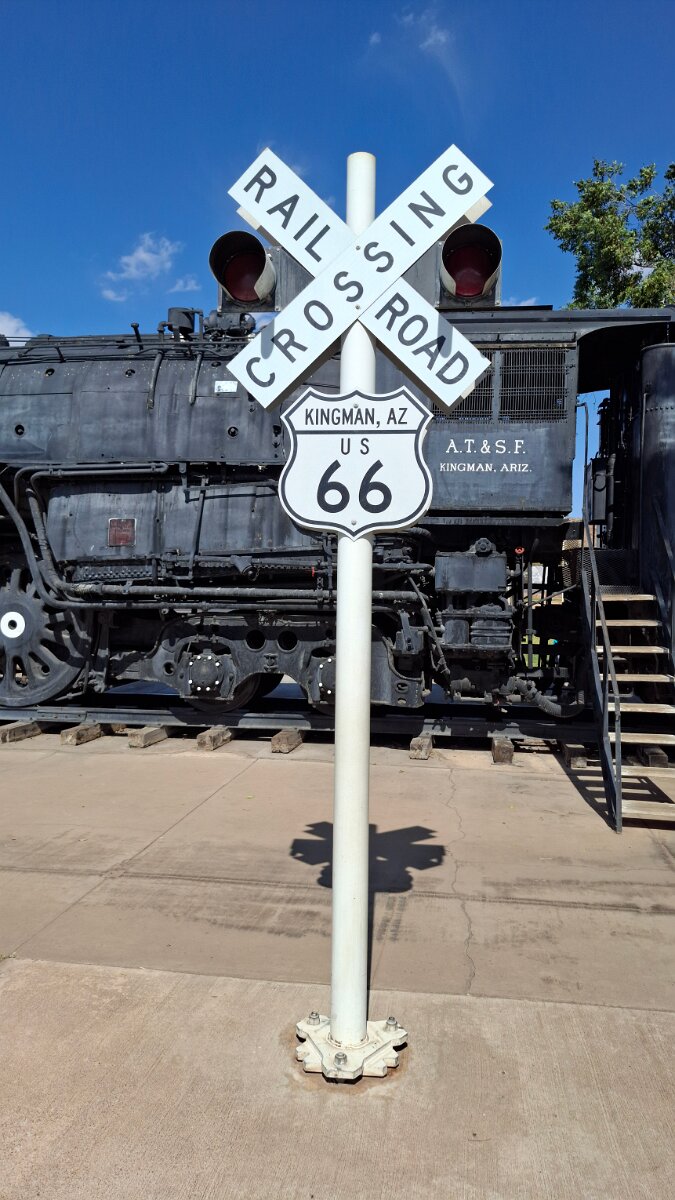 RAIL ROAD
CROSSING
KINGMAN, AZ
US
66
A.T.&S.F.
KINGMAN, ARIZ.